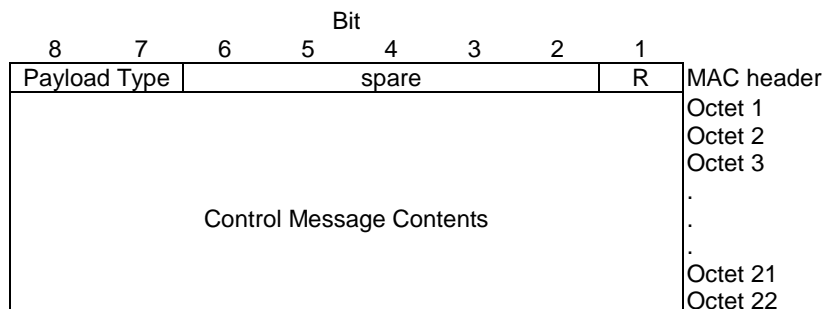 Bit
8 7 6 5 4 3 2 1
Payload Type spare R MAC header
Octet 1
Octet 2
Octet 3
.
Control Message Contents .
.
Octet 21
Octet 22